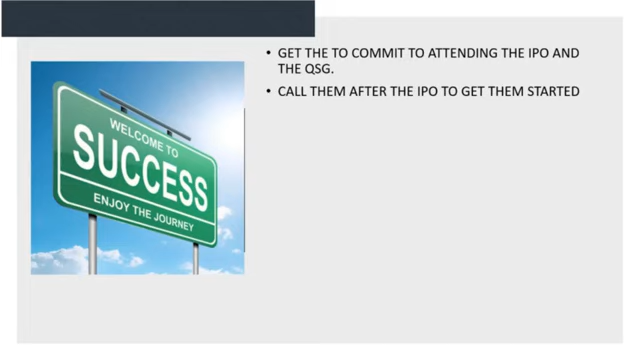 WELCOME TO
SUCCESS
ENJOY THE JOURNEY
• GET THE TO COMMIT TO ATTENDING THE IPO AND
THE QSG.
• CALL THEM AFTER THE IPO TO GET THEM STARTED